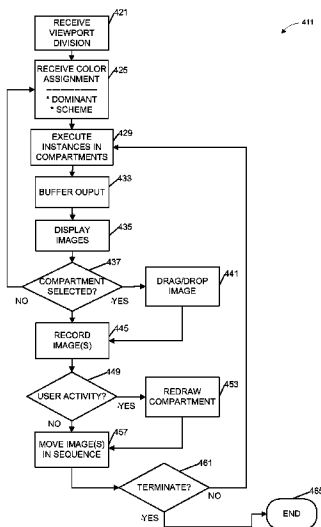 421
RECEIVE
VIEWPORT
DIVISION
411
425
RECEIVE COLOR
ASSIGNMENT
----------
* DOMINANT
* SCHEME
429
EXECUTE
INSTANCES IN
COMPARTMENTS
433
BUFFER OUPUT
435
DISPLAY
IMAGES
437
COMPARTMENT
SELECTED?
NO
YES
441
DRAG/DROP
IMAGE
445
RECORD
IMAGE(S)
449
USER ACTIVITY?
YES
NO
453
REDRAW
COMPARTMENT
457
MOVE IMAGE(S)
IN SEQUENCE
461
TERMINATE?
NO
YES
465
END